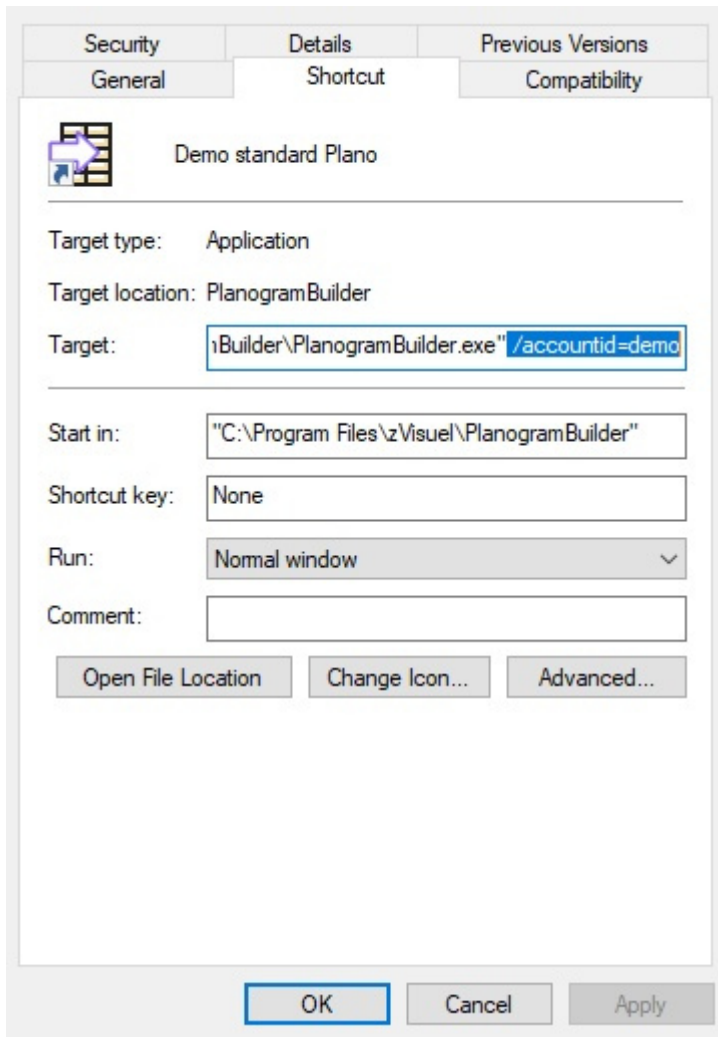 Security Details Previous Versions
General Shortcut Compatibility
Demo standard Plano
Target type: Application
Target location: PlanogramBuilder
Target: Builder\PlanogramBuilder.exe" /accountid=demo
Start in: "C:\Program Files\zVisuel\PlanogramBuilder"
Shortcut key: None
Run: Normal window
Comment:
Open File Location Change Icon... Advanced...
OK Cancel Apply